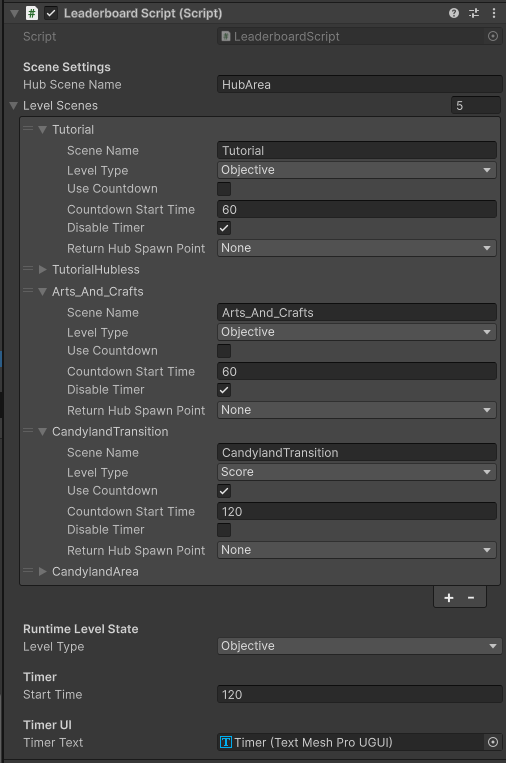 Leaderboard Script (Script)
Script LeaderboardScript
Scene Settings
Hub Scene Name HubArea
Level Scenes 5
Tutorial
Scene Name Tutorial
Level Type Objective
Use Countdown
Countdown Start Time 60
Disable Timer
Return Hub Spawn Point None
TutorialHubless
Arts_And_Crafts
Scene Name Arts_And_Crafts
Level Type Objective
Use Countdown
Countdown Start Time 60
Disable Timer
Return Hub Spawn Point None
CandylandTransition
Scene Name CandylandTransition
Level Type Score
Use Countdown
Countdown Start Time 120
Disable Timer
Return Hub Spawn Point None
CandylandArea
+ -
Runtime Level State
Level Type Objective
Timer
Start Time 120
Timer UI
Timer Text Timer (Text Mesh Pro UGUI)